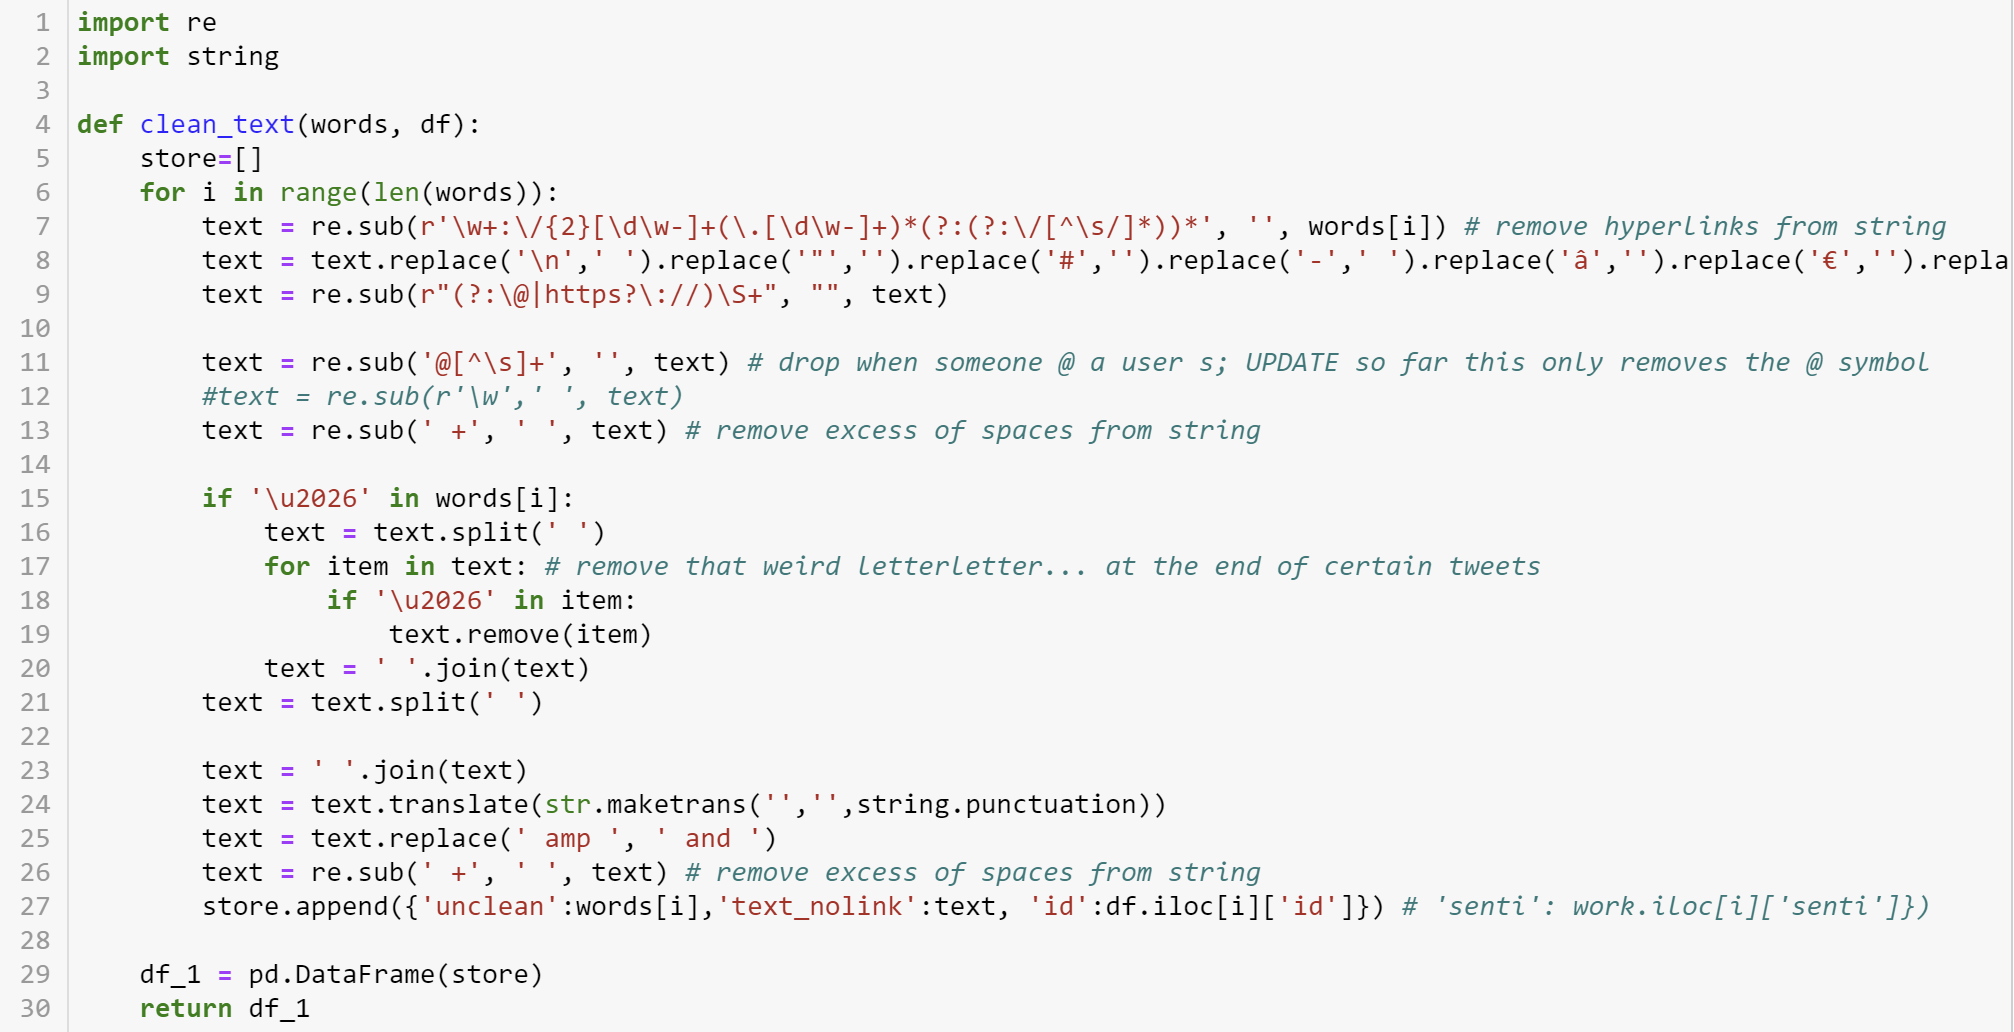 1 import re
2 import string
3
4 def clean_text(words, df):
5     store=[]
6     for i in range(len(words)):
7         text = re.sub(r'\w+:\/{2}[\d\w-]+(\.[\d\w-]+)*(?:(?:\/[^\s/]*))*', '', words[i]) # remove hyperlinks from string
8         text = text.replace('\n',' ').replace('"','').replace('#','').replace('-',' ').replace('â','').replace('€','').repla
9         text = re.sub(r"(?:\@|https?\://)\S+", "", text)
10
11         text = re.sub('@[^\s]+', '', text) # drop when someone @ a user s; UPDATE so far this only removes the @ symbol
12         #text = re.sub(r'\w',' ', text)
13         text = re.sub(' +', ' ', text) # remove excess of spaces from string
14
15         if '\u2026' in words[i]:
16             text = text.split(' ')
17             for item in text: # remove that weird letterletter... at the end of certain tweets
18                 if '\u2026' in item:
19                     text.remove(item)
20             text = ' '.join(text)
21         text = text.split(' ')
22
23         text = ' '.join(text)
24         text = text.translate(str.maketrans('','',string.punctuation))
25         text = text.replace(' amp ', ' and ')
26         text = re.sub(' +', ' ', text) # remove excess of spaces from string
27         store.append({'unclean':words[i],'text_nolink':text, 'id':df.iloc[i]['id']}) # 'senti': work.iloc[i]['senti']})
28
29     df_1 = pd.DataFrame(store)
30     return df_1